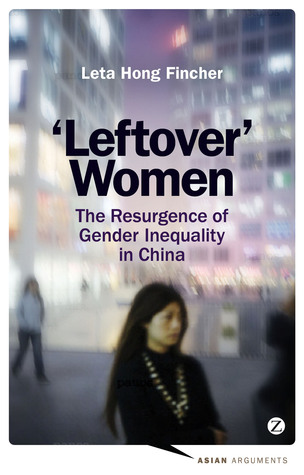 Leta Hong Fincher
‘Leftover’
Women
The Resurgence of
Gender Inequality
in China
Z
ASIAN ARGUMENTS